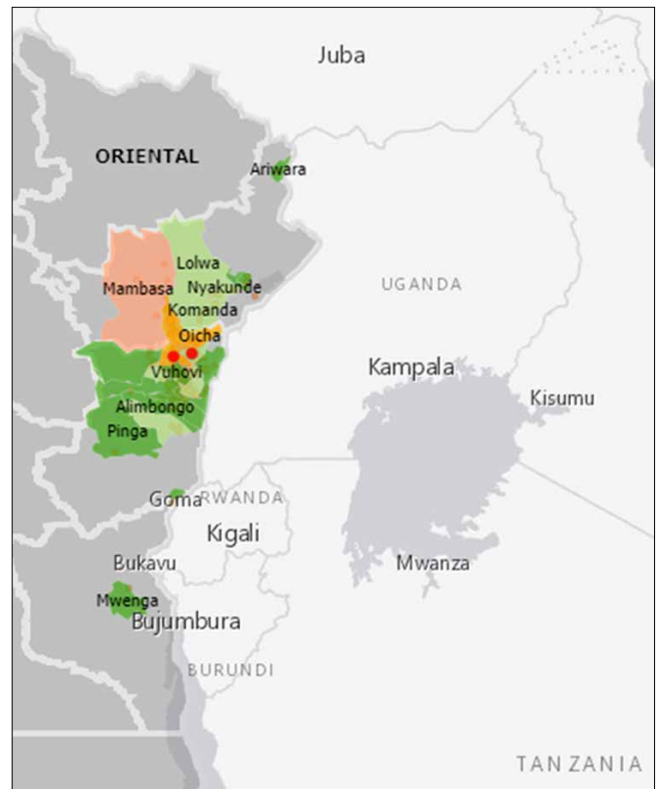 Juba
ORIENTAL
Ariwara
Lolwa
Mambasa
Nyakunde
UGANDA
Komanda
Oicha
Kampala
Vuhovi
Kisumu
Alimbongo
Pinga
Goma
RWANDA
Kigali
Bukavu
Mwanza
Mwenga
Bujumbura
BURUNDI
TANZANIA